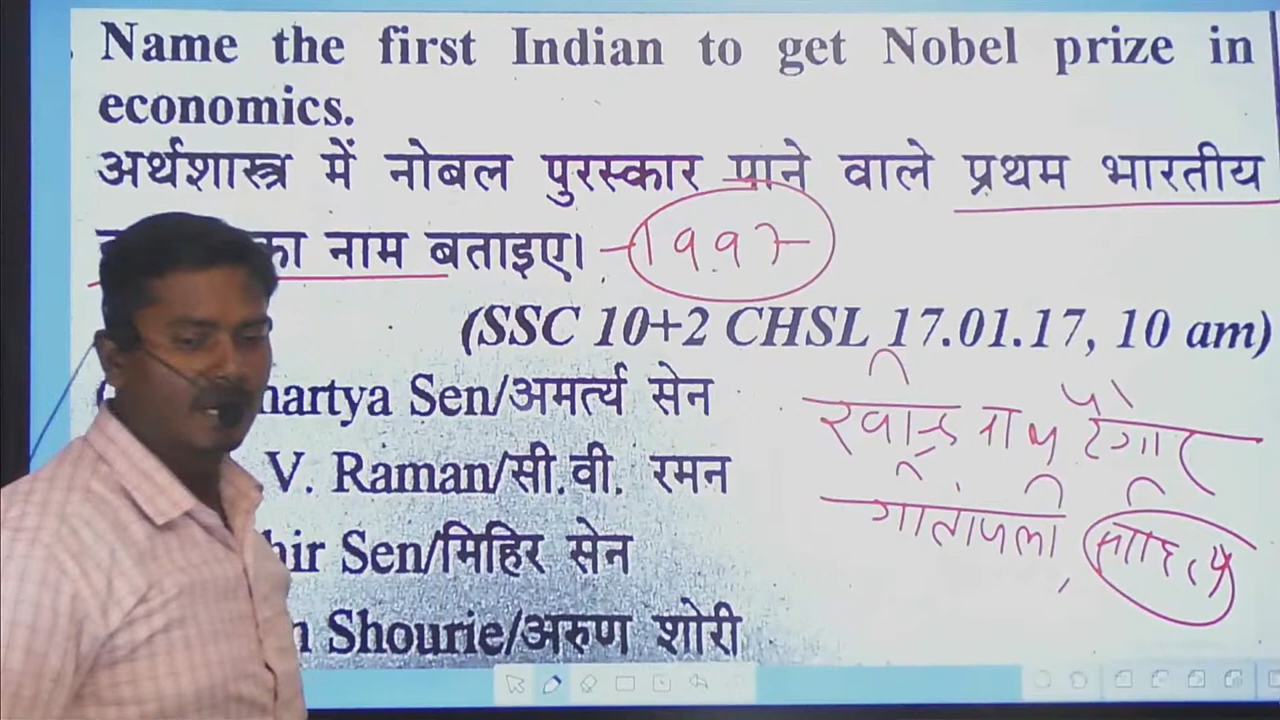 Name the first Indian to get Nobel prize in
economics.
अर्थशास्त्र में नोबल पुरस्कार पाने वाले प्रथम भारतीय
का नाम बताइए। 1997
(SSC 10+2 CHSL 17.01.17, 10 am)
hartya Sen/अमर्त्य सेन
V. Raman/सी.वी. रमन
hir Sen/मिहिर सेन
n Shourie/अरुण शोरी
रवीन्द्र नाथ टैगोर
गीतांजली, साहित्य